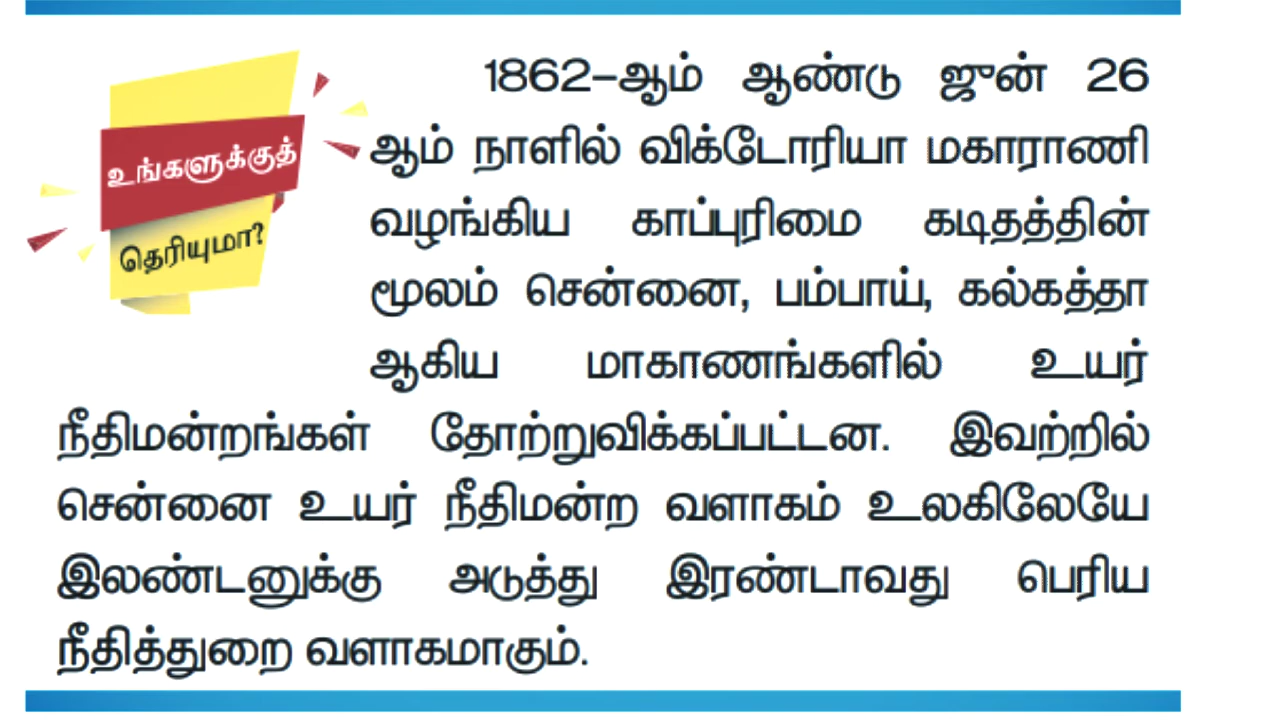 உங்களுக்குத்
தெரியுமா?
1862–ஆம் ஆண்டு ஜுன் 26
ஆம் நாளில் விக்டோரியா மகாராணி
வழங்கிய காப்புரிமை கடிதத்தின்
மூலம் சென்னை, பம்பாய், கல்கத்தா
ஆகிய மாகாணங்களில் உயர்
நீதிமன்றங்கள் தோற்றுவிக்கப்பட்டன. இவற்றில்
சென்னை உயர் நீதிமன்ற வளாகம் உலகிலேயே
இலண்டனுக்கு அடுத்து இரண்டாவது பெரிய
நீதித்துறை வளாகமாகும்.